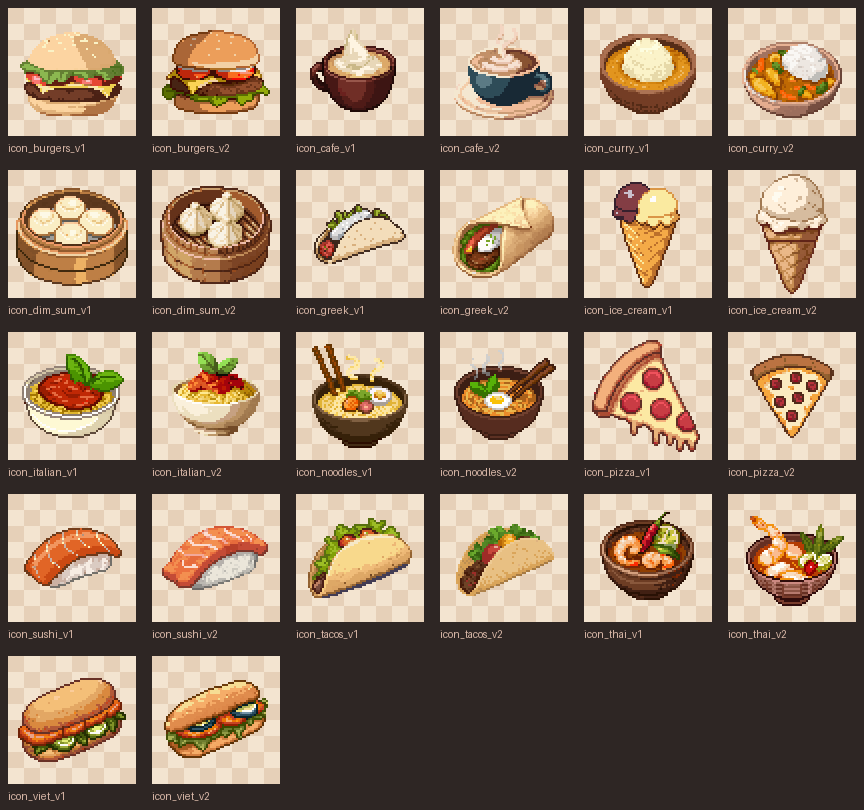 icon_burgers_v1
icon_burgers_v2
icon_cafe_v1
icon_cafe_v2
icon_curry_v1
icon_curry_v2
icon_dim_sum_v1
icon_dim_sum_v2
icon_greek_v1
icon_greek_v2
icon_ice_cream_v1
icon_ice_cream_v2
icon_italian_v1
icon_italian_v2
icon_noodles_v1
icon_noodles_v2
icon_pizza_v1
icon_pizza_v2
icon_sushi_v1
icon_sushi_v2
icon_tacos_v1
icon_tacos_v2
icon_thai_v1
icon_thai_v2
icon_viet_v1
icon_viet_v2